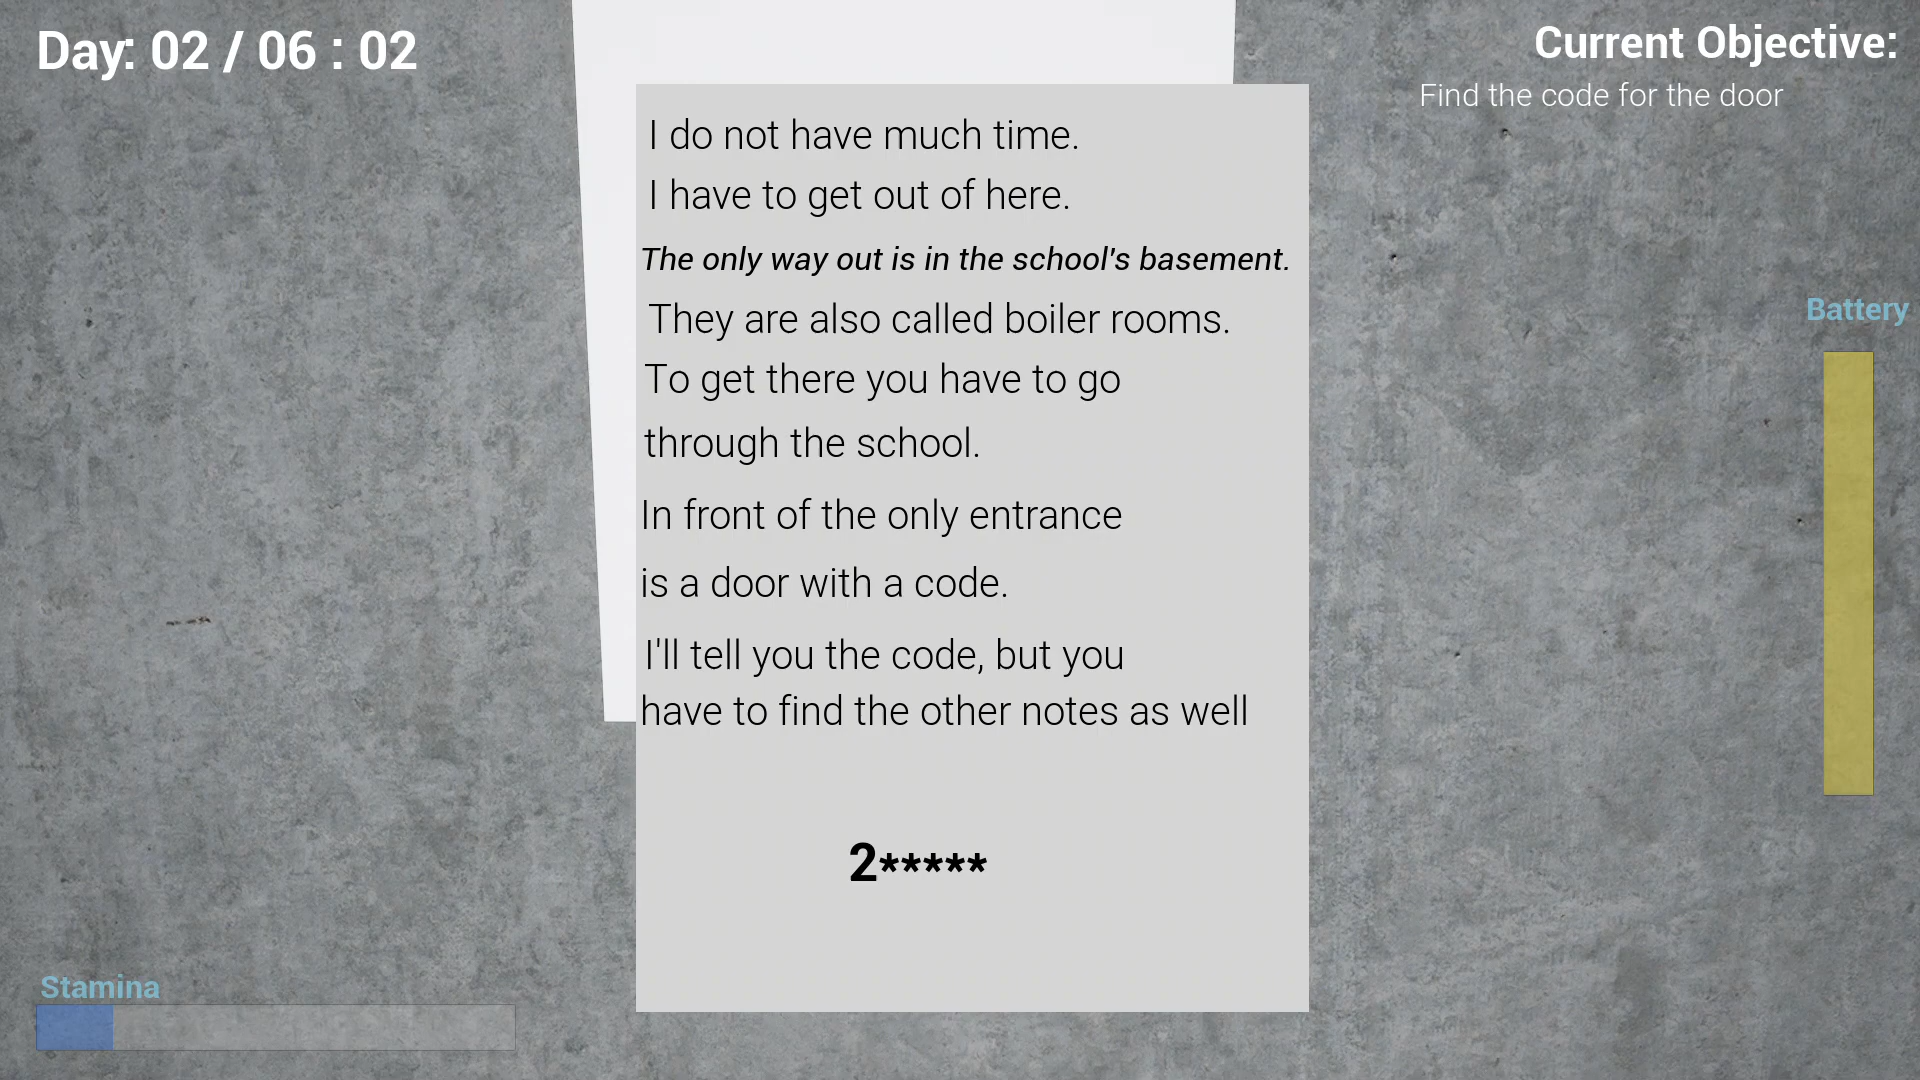 Day: 02 / 06 : 02
Current Objective:
Find the code for the door
I do not have much time.
I have to get out of here.
The only way out is in the school's basement.
They are also called boiler rooms.
To get there you have to go
through the school.
In front of the only entrance
is a door with a code.
I'll tell you the code, but you
have to find the other notes as well
2*****
Battery
Stamina